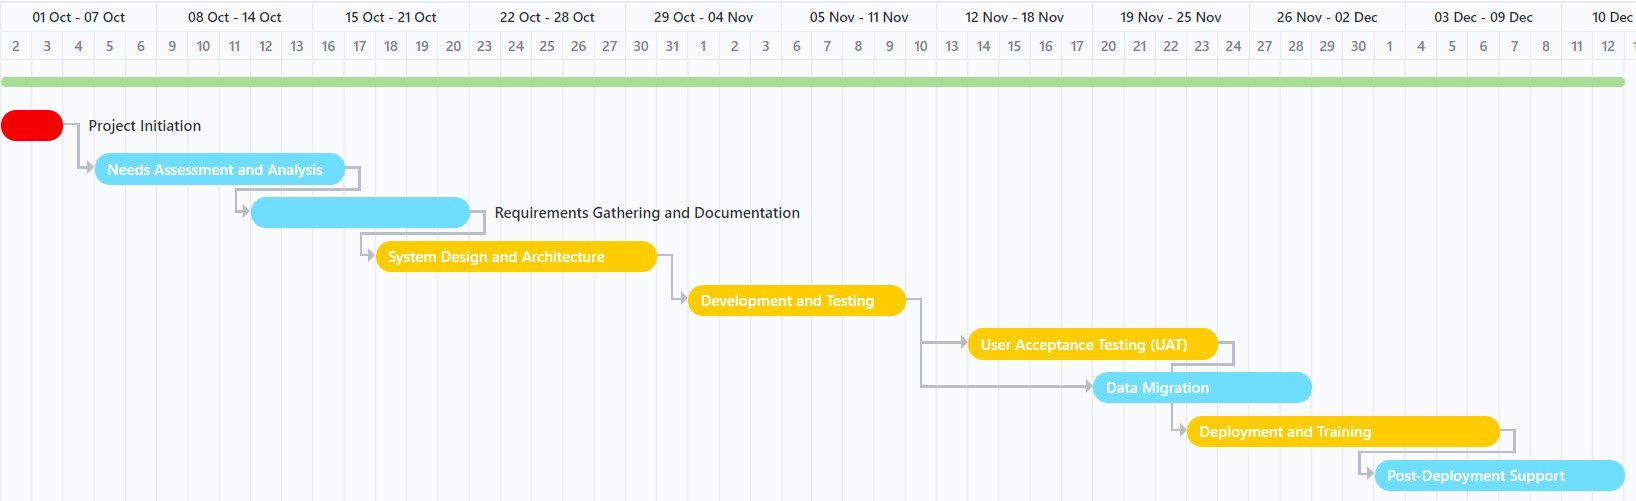 01 Oct - 07 Oct 08 Oct - 14 Oct 15 Oct - 21 Oct 22 Oct - 28 Oct 29 Oct - 04 Nov 05 Nov - 11 Nov 12 Nov - 18 Nov 19 Nov - 25 Nov 26 Nov - 02 Dec 03 Dec - 09 Dec 10 Dec
2 3 4 5 6 9 10 11 12 13 16 17 18 19 20 23 24 25 26 27 30 31 1 2 3 6 7 8 9 10 13 14 15 16 17 20 21 22 23 24 27 28 29 30 1 4 5 6 7 8 11 12
Project Initiation
Needs Assessment and Analysis
Requirements Gathering and Documentation
System Design and Architecture
Development and Testing
User Acceptance Testing (UAT)
Data Migration
Deployment and Training
Post-Deployment Support